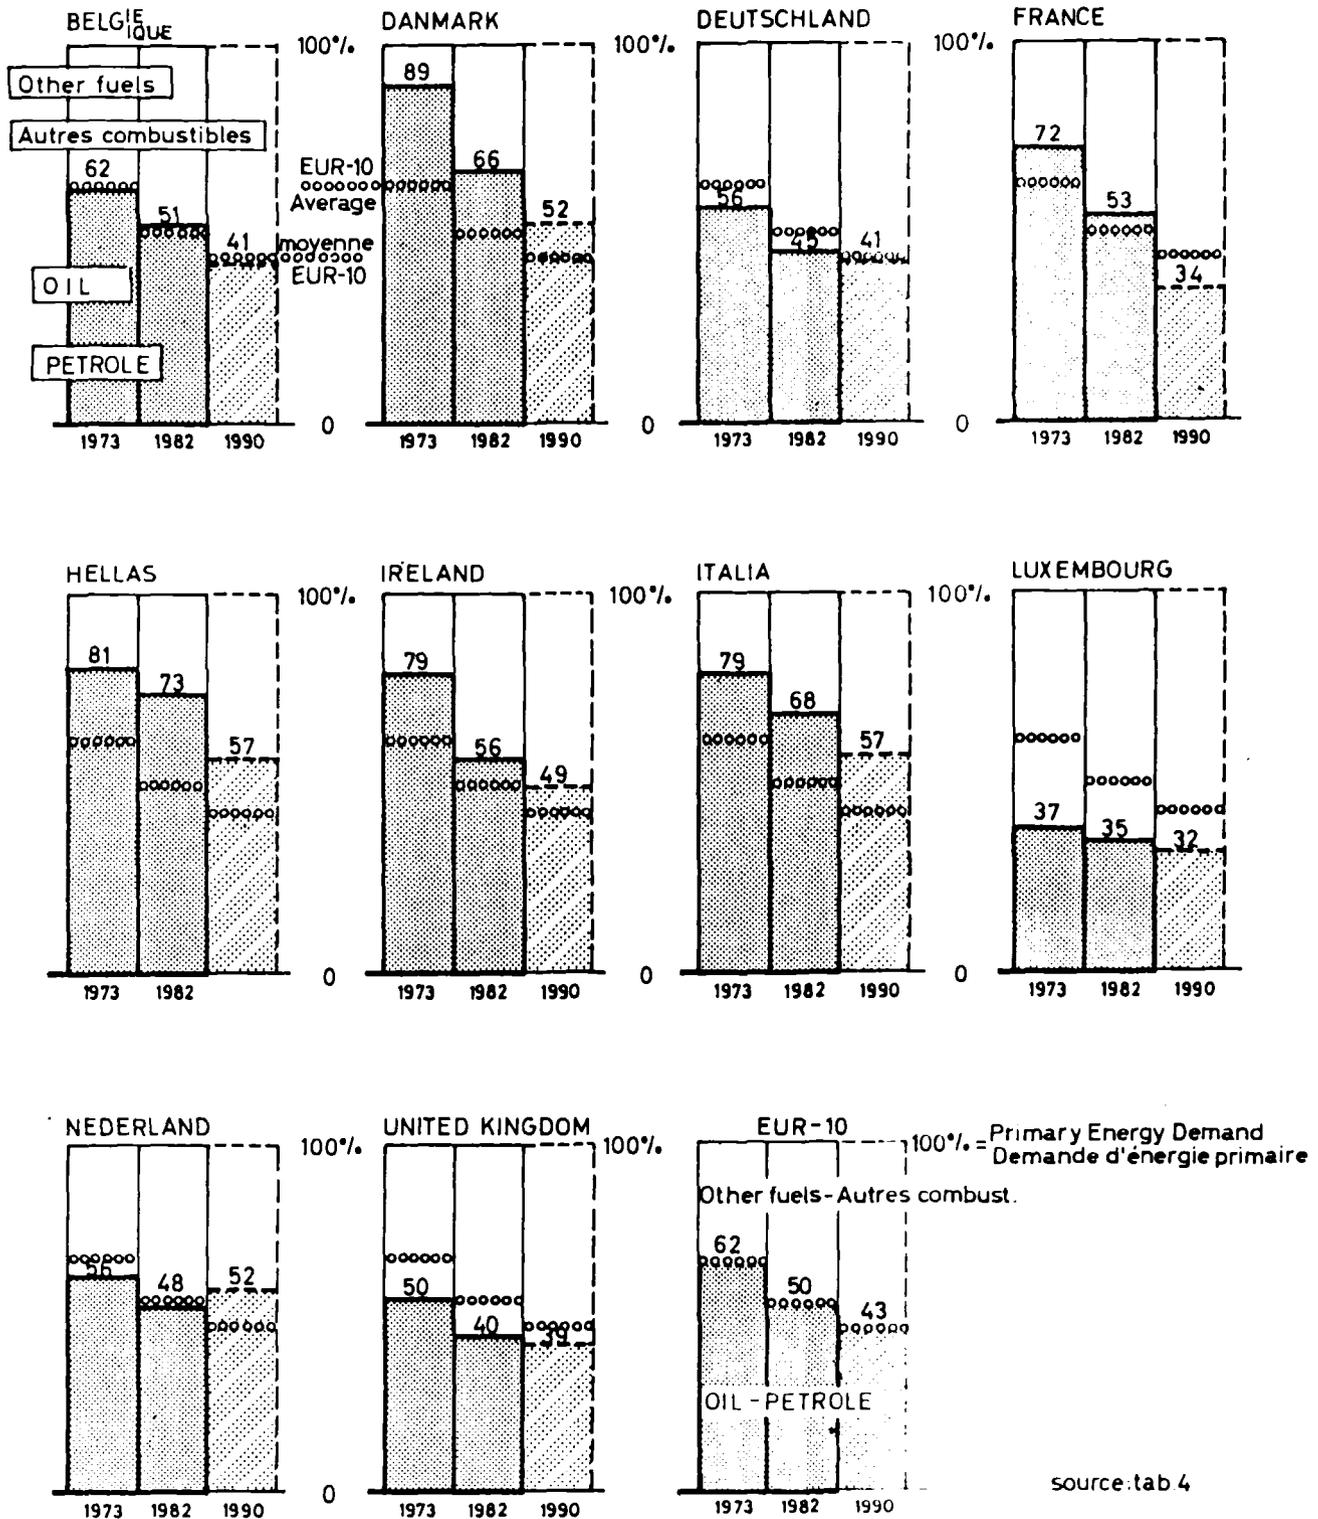 BELGIE
IQUE
100%
Other fuels
Autres combustibles
62
51
41
OIL
PETROLE
EUR-10
Average
moyenne
EUR-10
0
1973 1982 1990
DANMARK
100%
89
66
52
0
1973 1982 1990
DEUTSCHLAND
100%
56
45
41
0
1973 1982 1990
FRANCE
72
53
34
1973 1982 1990
HELLAS
100%
81
73
57
0
1973 1982
IRELAND
100%
79
56
49
0
1973 1982 1990
ITALIA
100%
79
68
57
0
1973 1982 1990
LUXEMBOURG
37
35
32
1973 1982 1990
NEDERLAND
100%
56
48
52
0
1973 1982 1990
UNITED KINGDOM
100%
50
40
39
1973 1982 1990
EUR-10
100% = Primary Energy Demand
Demande d'énergie primaire
Other fuels-Autres combust.
62
50
43
OIL - PETROLE
1973 1982 1990
source:tab.4